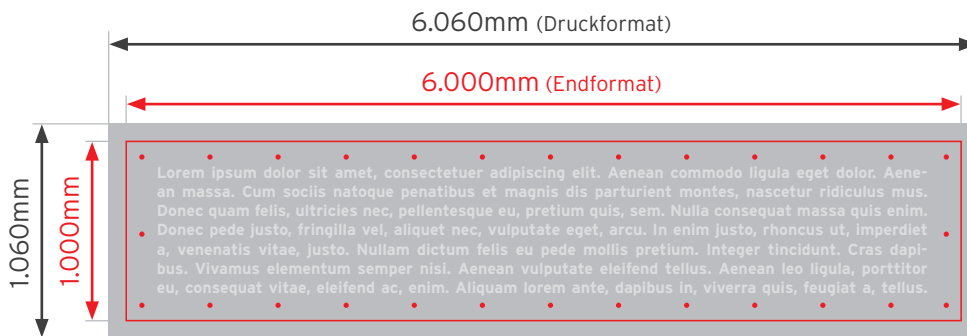 6.060mm (Druckformat)
6.000mm (Endformat)
1.060mm
1.000mm
Lorem ipsum dolor sit amet, consectetuer adipiscing elit. Aenean commodo ligula eget dolor. Aene-
an massa. Cum sociis natoque penatibus et magnis dis parturient montes, nascetur ridiculus mus.
Donec quam felis, ultricies nec, pellentesque eu, pretium quis, sem. Nulla consequat massa quis enim.
Donec pede justo, fringilla vel, aliquet nec, vulputate eget, arcu. In enim justo, rhoncus ut, imperdiet
a, venenatis vitae, justo. Nullam dictum felis eu pede mollis pretium. Integer tincidunt. Cras dapi-
bus. Vivamus elementum semper nisi. Aenean vulputate eleifend tellus. Aenean leo ligula, porttitor
eu, consequat vitae, eleifend ac, enim. Aliquam lorem ante, dapibus in, viverra quis, feugiat a, tellus.